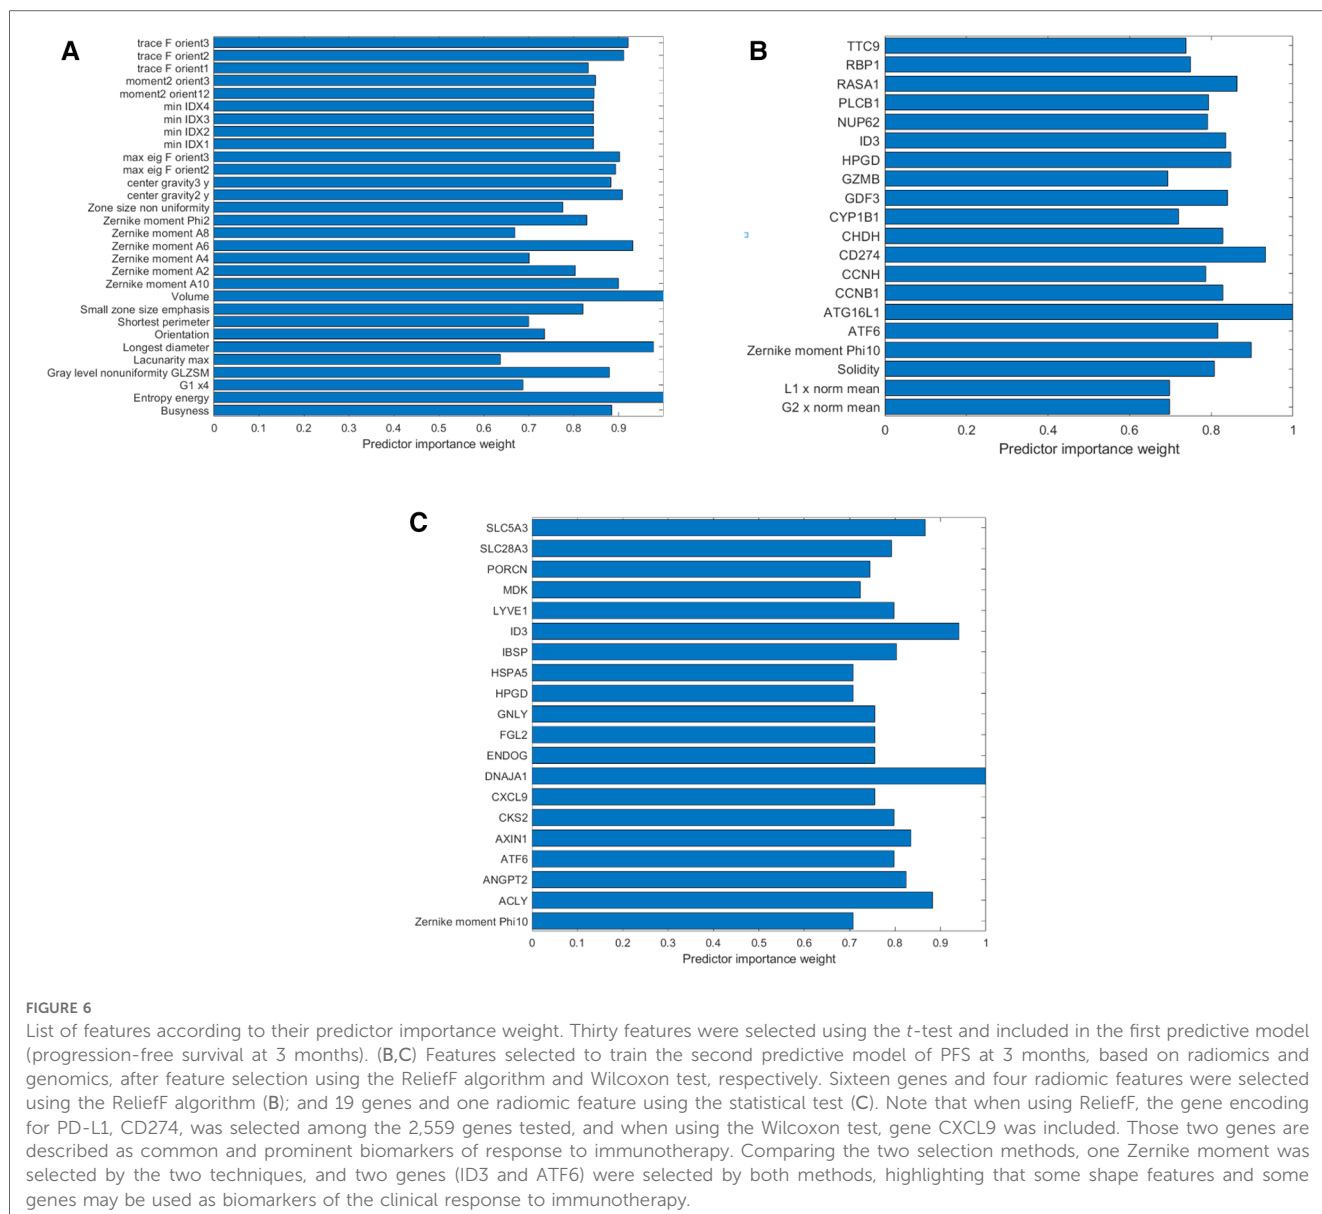 A
trace F orient3
trace F orient2
trace F orient1
moment2 orient3
moment2 orient12
min IDX4
min IDX3
min IDX2
min IDX1
max eig F orient3
max eig F orient2
center gravity3 y
center gravity2 y
Zone size non uniformity
Zernike moment Phi2
Zernike moment A8
Zernike moment A6
Zernike moment A4
Zernike moment A2
Zernike moment A10
Volume
Small zone size emphasis
Shortest perimeter
Orientation
Longest diameter
Lacunarity max
Gray level nonuniformity GLZSM
G1 x4
Entropy energy
Busyness
0 0.1 0.2 0.3 0.4 0.5 0.6 0.7 0.8 0.9
Predictor importance weight
B
TTC9
RBP1
RASA1
PLCB1
NUP62
ID3
HPGD
GZMB
GDF3
CYP1B1
CHDH
CD274
CCNH
CCNB1
ATG16L1
ATF6
Zernike moment Phi10
Solidity
L1 x norm mean
G2 x norm mean
0 0.2 0.4 0.6 0.8 1
Predictor importance weight
3
C
SLC5A3
SLC28A3
PORCN
MDK
LYVE1
ID3
IBSP
HSPA5
HPGD
GNLY
FGL2
ENDOG
DNAJA1
CXCL9
CKS2
AXIN1
ATF6
ANGPT2
ACLY
Zernike moment Phi10
0 0.1 0.2 0.3 0.4 0.5 0.6 0.7 0.8 0.9 1
Predictor importance weight
FIGURE 6
List of features according to their predictor importance weight. Thirty features were selected using the t-test and included in the first predictive model
(progression-free survival at 3 months). (B,C) Features selected to train the second predictive model of PFS at 3 months, based on radiomics and
genomics, after feature selection using the ReliefF algorithm and Wilcoxon test, respectively. Sixteen genes and four radiomic features were selected
using the ReliefF algorithm (B); and 19 genes and one radiomic feature using the statistical test (C). Note that when using ReliefF, the gene encoding
for PD-L1, CD274, was selected among the 2,559 genes tested, and when using the Wilcoxon test, gene CXCL9 was included. Those two genes are
described as common and prominent biomarkers of response to immunotherapy. Comparing the two selection methods, one Zernike moment was
selected by the two techniques, and two genes (ID3 and ATF6) were selected by both methods, highlighting that some shape features and some
genes may be used as biomarkers of the clinical response to immunotherapy.